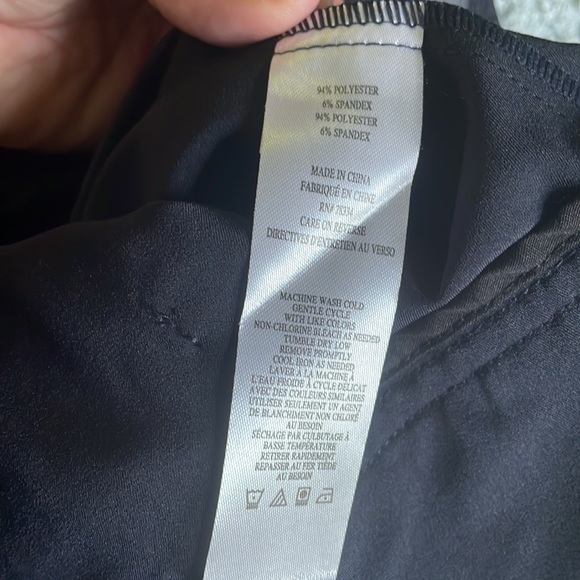 94% POLYESTER
6% SPANDEX
94% POLYESTER
6% SPANDEX
MADE IN CHINA
FABRIQUÉ EN CHINE
RN# 78334
CARE ON REVERSE
DIRECTIVES D'ENTRETIEN AU VERSO
MACHINE WASH COLD
GENTLE CYCLE
WITH LIKE COLORS
NON-CHLORINE BLEACH AS NEEDED
TUMBLE DRY LOW
REMOVE PROMPTLY
COOL IRON AS NEEDED
LAVER A LA MACHINE À
L'EAU FROIDE À CYCLE DÉLICAT
AVEC DES COULEURS SIMILAIRES
UTILISER SEULEMENT UN AGENT
DE BLANCHIMENT NON CHLORÉ
AU BESOIN
SÉCHAGE PAR CULBUTAGE À
BASSE TEMPÉRATURE
RETIRER RAPIDEMENT
REPASSER AU FER TIÈDE
AU BESOIN